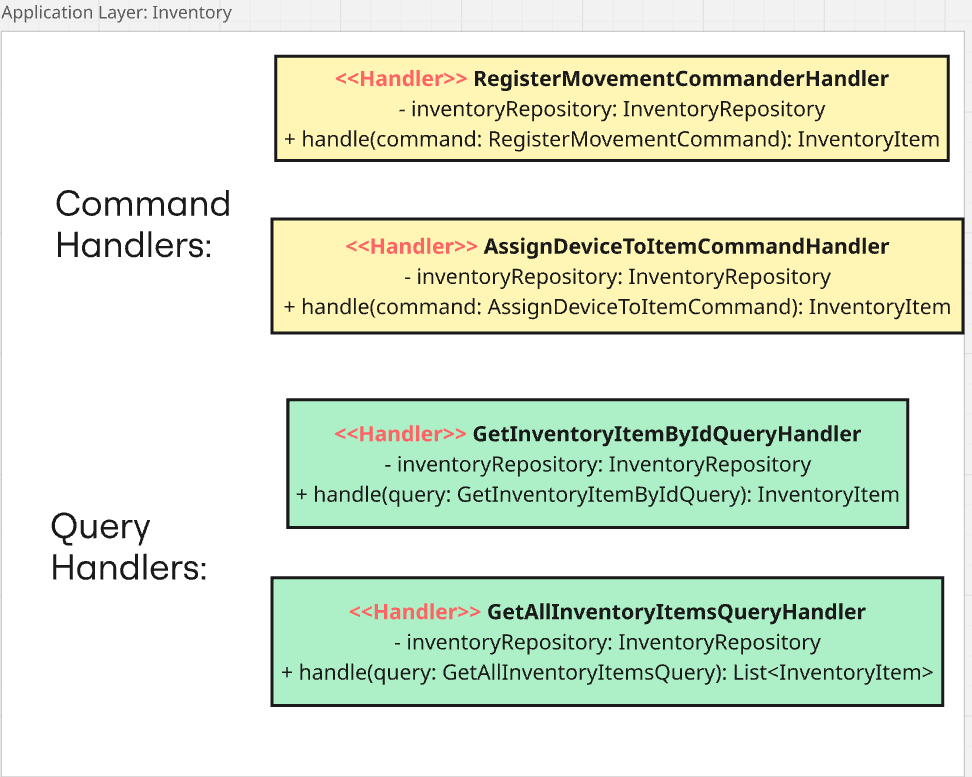 Application Layer: Inventory
<<Handler>> RegisterMovementCommanderHandler
- inventoryRepository: InventoryRepository
+ handle(command: RegisterMovementCommand): InventoryItem
Command
Handlers:
<<Handler>> AssignDeviceToItemCommandHandler
- inventoryRepository: InventoryRepository
+ handle(command: AssignDeviceToItemCommand): InventoryItem
<<Handler>> GetInventoryItemByIdQueryHandler
- inventoryRepository: InventoryRepository
+ handle(query: GetInventoryItemByIdQuery): InventoryItem
Query
Handlers:
<<Handler>> GetAllInventoryItemsQueryHandler
- inventoryRepository: InventoryRepository
+ handle(query: GetAllInventoryItemsQuery): List<InventoryItem>